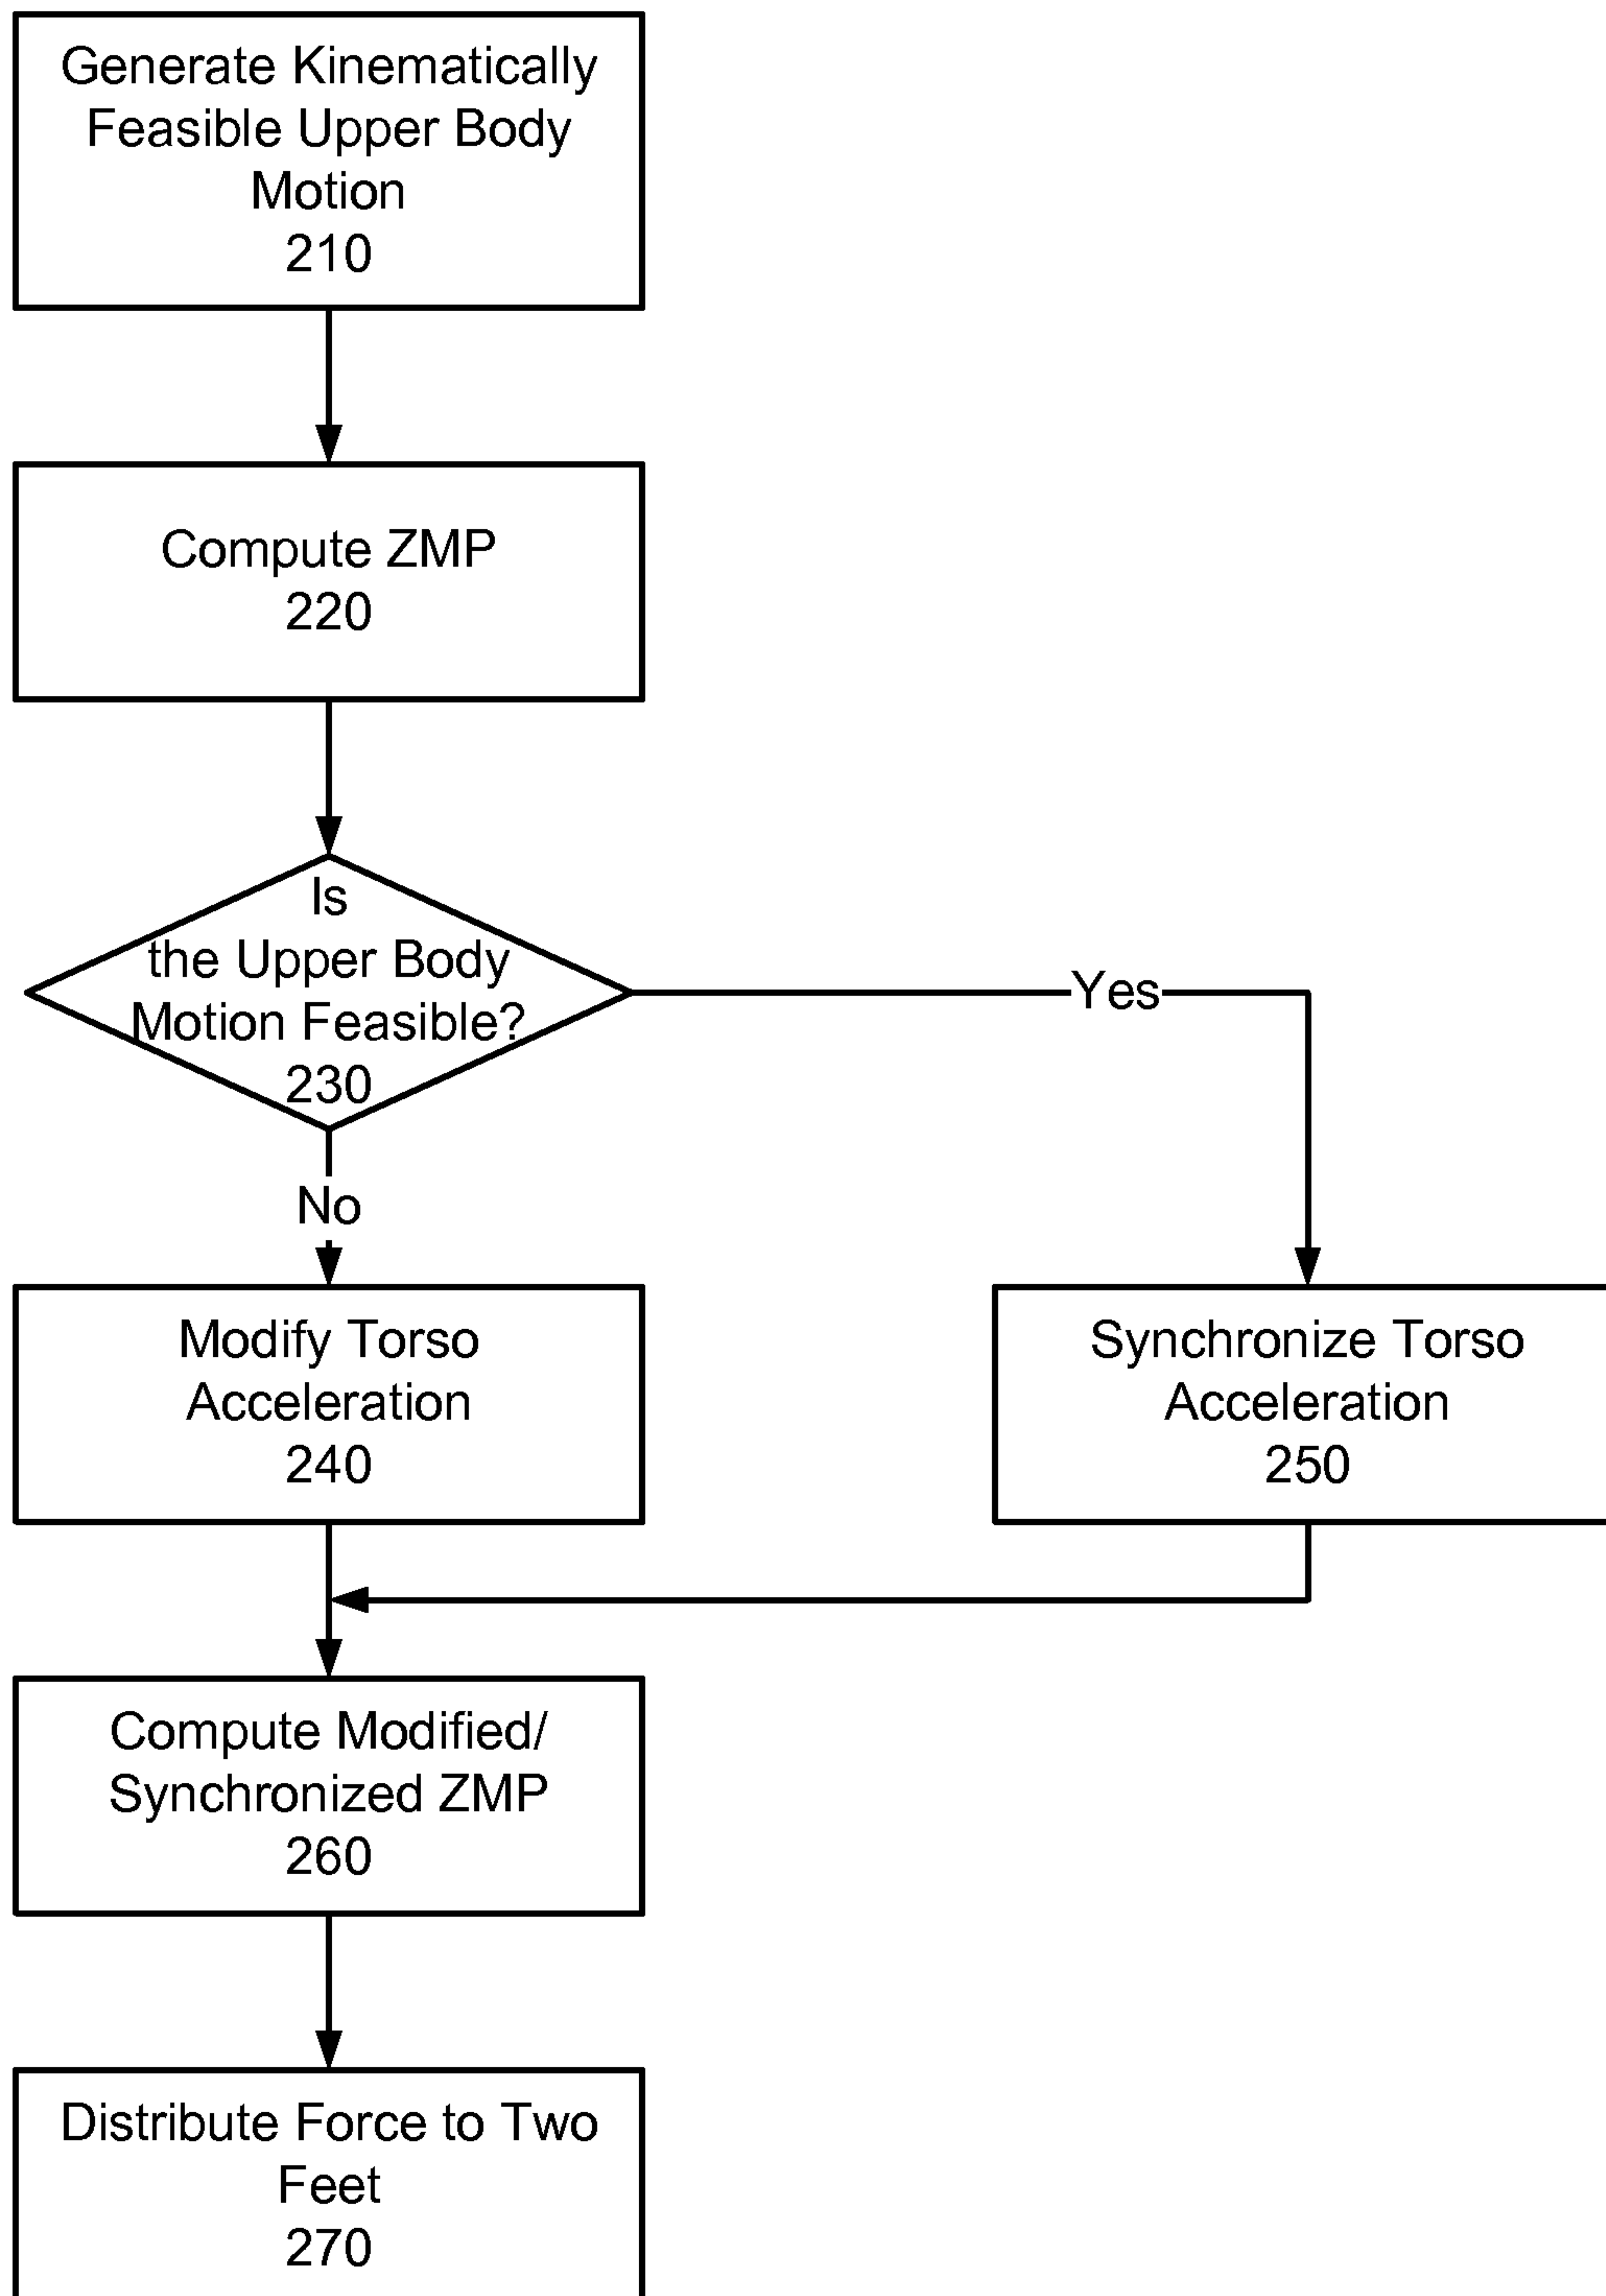 Generate Kinematically
Feasible Upper Body
Motion
210
Compute ZMP
220
Is
the Upper Body
Motion Feasible?
230
Yes
No
Modify Torso
Acceleration
240
Synchronize Torso
Acceleration
250
Compute Modified/
Synchronized ZMP
260
Distribute Force to Two
Feet
270